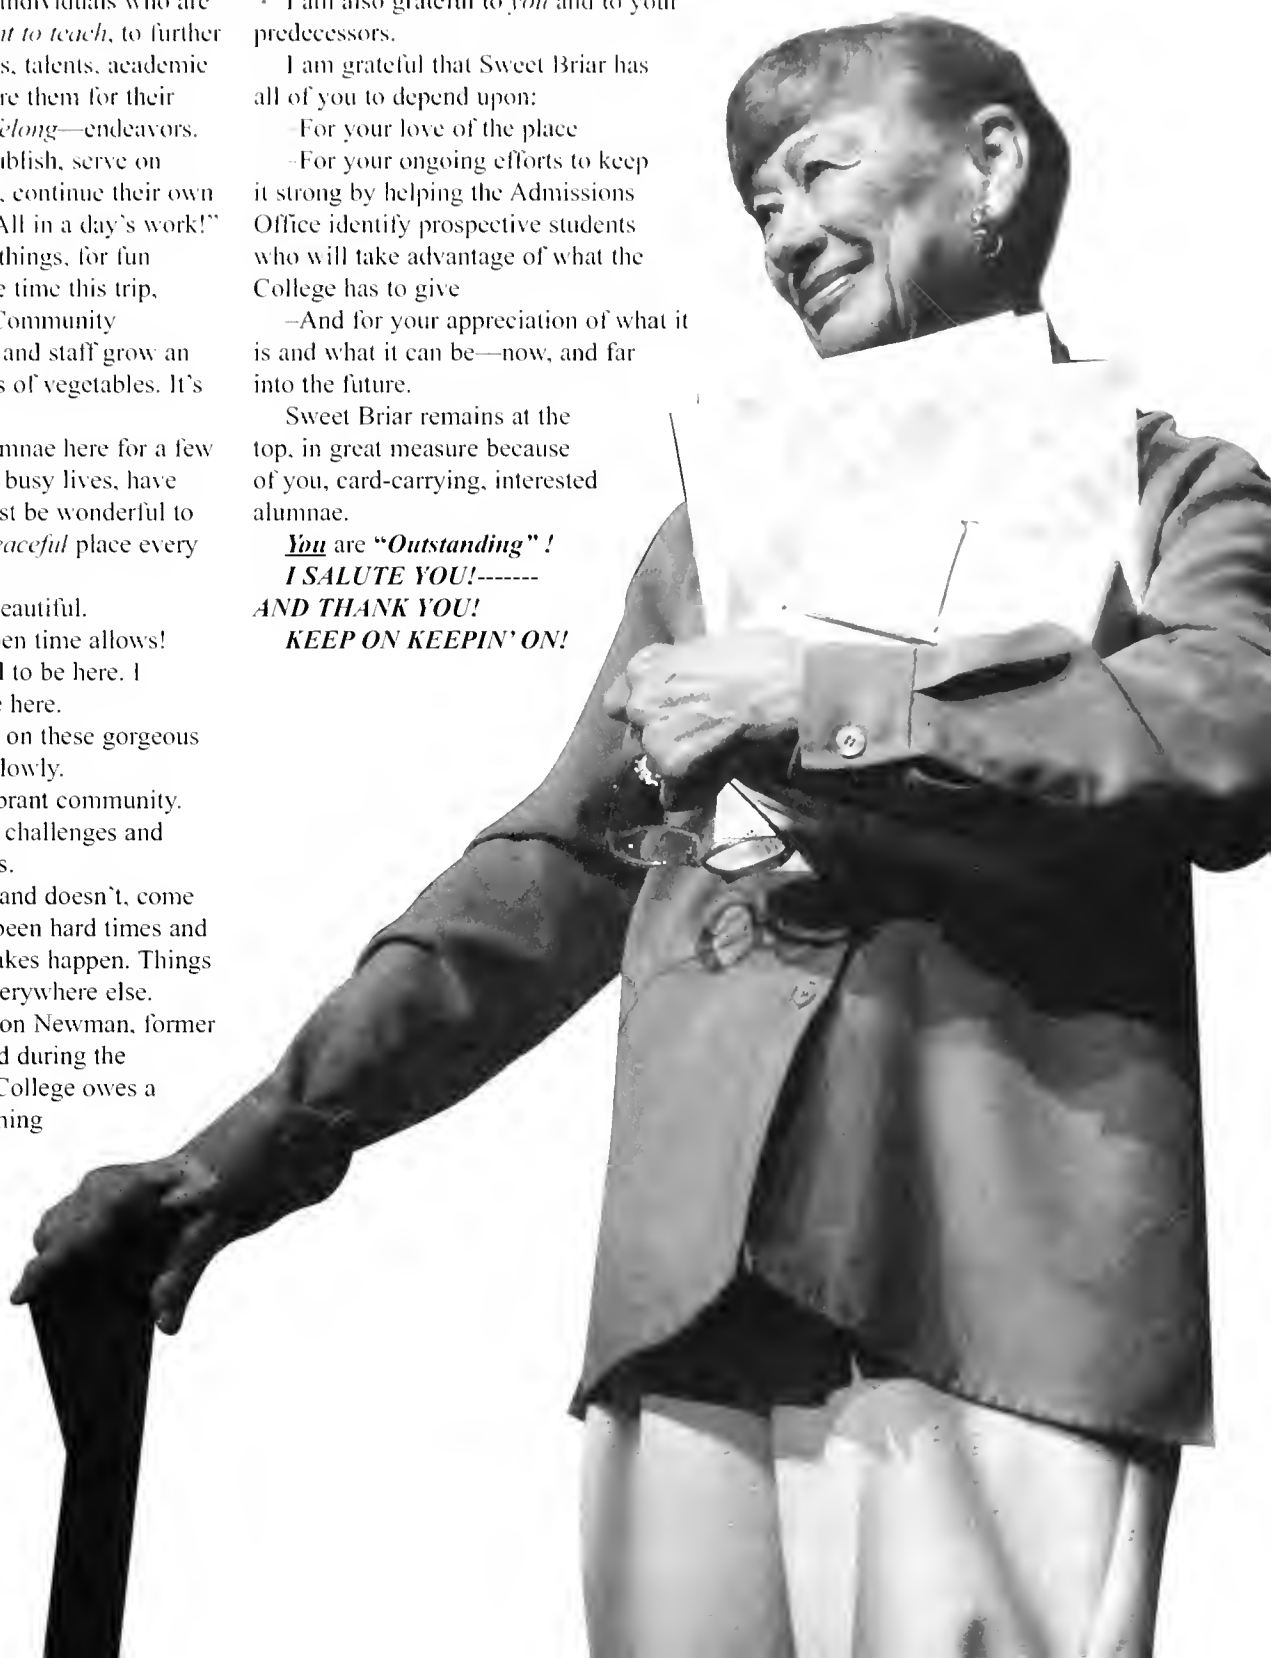 individuals who are
nt to teach, to further
s, talents, academic
re them for their
elong—endeavors.
ublish, serve on
, continue their own
All in a day's work!"
things, for fun
e time this trip,
Community
and staff grow an
s of vegetables. It's
mnae here for a few
busy lives, have
st be wonderful to
eaceful place every
eautiful.
en time allows!
l to be here. I
e here.
on these gorgeous
lowly.
brant community.
challenges and
s.
and doesn't, come
been hard times and
akes happen. Things
erywhere else.
on Newman, former
d during the
College owes a
ning
I am also grateful to you and to your
predecessors.
I am grateful that Sweet Briar has
all of you to depend upon:
–For your love of the place
–For your ongoing efforts to keep
it strong by helping the Admissions
Office identify prospective students
who will take advantage of what the
College has to give
–And for your appreciation of what it
is and what it can be—now, and far
into the future.
Sweet Briar remains at the
top, in great measure because
of you, card-carrying, interested
alumnae.
You are "Outstanding" !
I SALUTE YOU!-------
AND THANK YOU!
KEEP ON KEEPIN' ON!